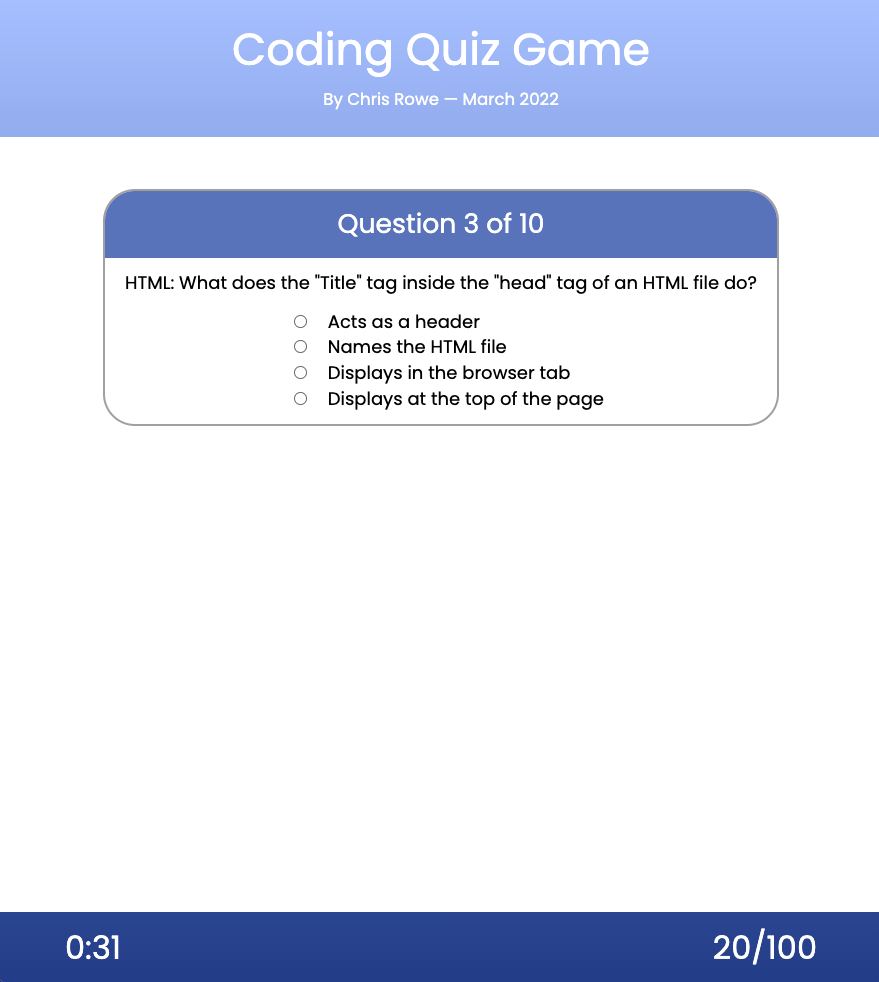 Coding Quiz Game
By Chris Rowe — March 2022
Question 3 of 10
HTML: What does the "Title" tag inside the "head" tag of an HTML file do?
Acts as a header
Names the HTML file
Displays in the browser tab
Displays at the top of the page
0:31
20/100